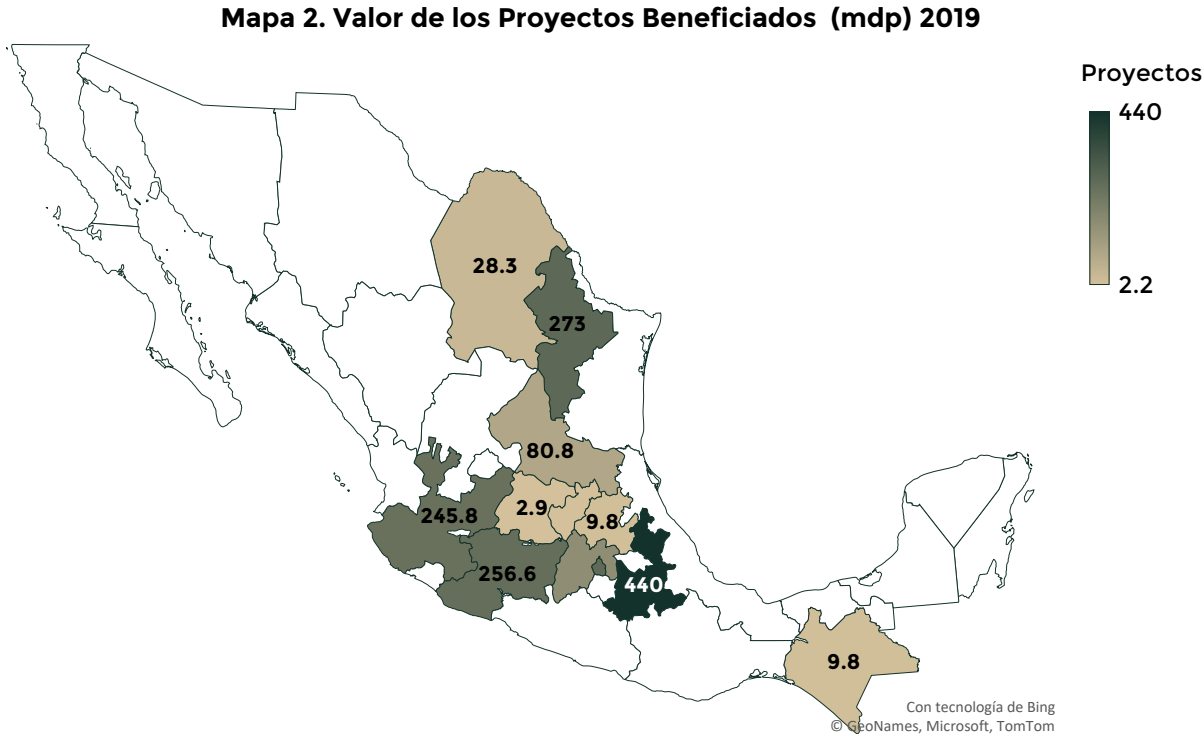 Mapa 2. Valor de los Proyectos Beneficiados (mdp) 2019
Proyectos
440
2.2
28.3
273
80.8
2.9
245.8
9.8
256.6
440
9.8
Con tecnología de Bing
© GeoNames, Microsoft, TomTom